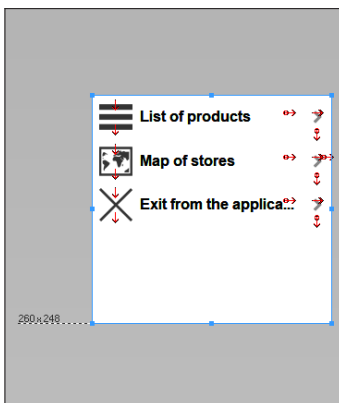 List of products
Map of stores
Exit from the applica...
260x248